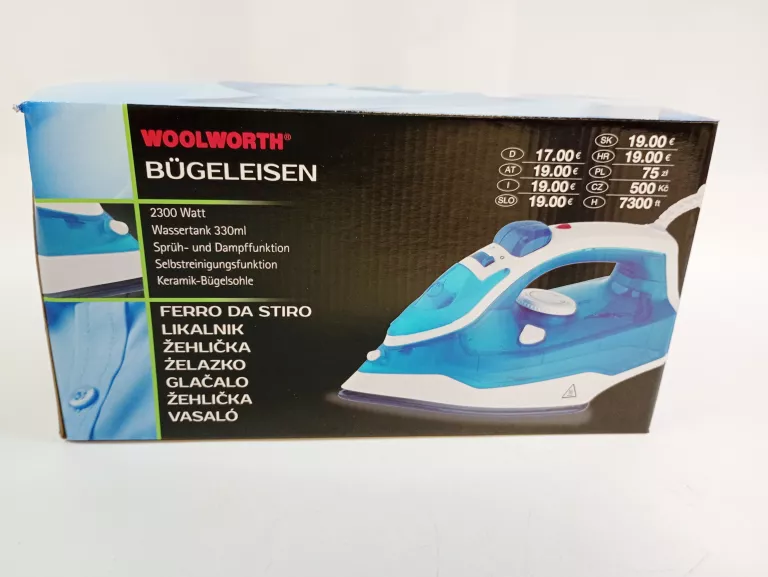 WOOLWORTH®
BÜGELEISEN
2300 Watt
Wassertank 330ml
Sprüh- und Dampffunktion
Selbstreinigungsfunktion
Keramik-Bügelsohle
FERRO DA STIRO
LIKALNIK
ŽEHLIČKA
ŻELAZKO
GLAČALO
ŽEHLIČKA
VASALÓ
D 17.00 €
AT 19.00 €
I 19.00 €
SLO 19.00 €
SK 19.00 €
HR 19.00 €
PL 75 zł
CZ 500 Kč
H 7300 ft